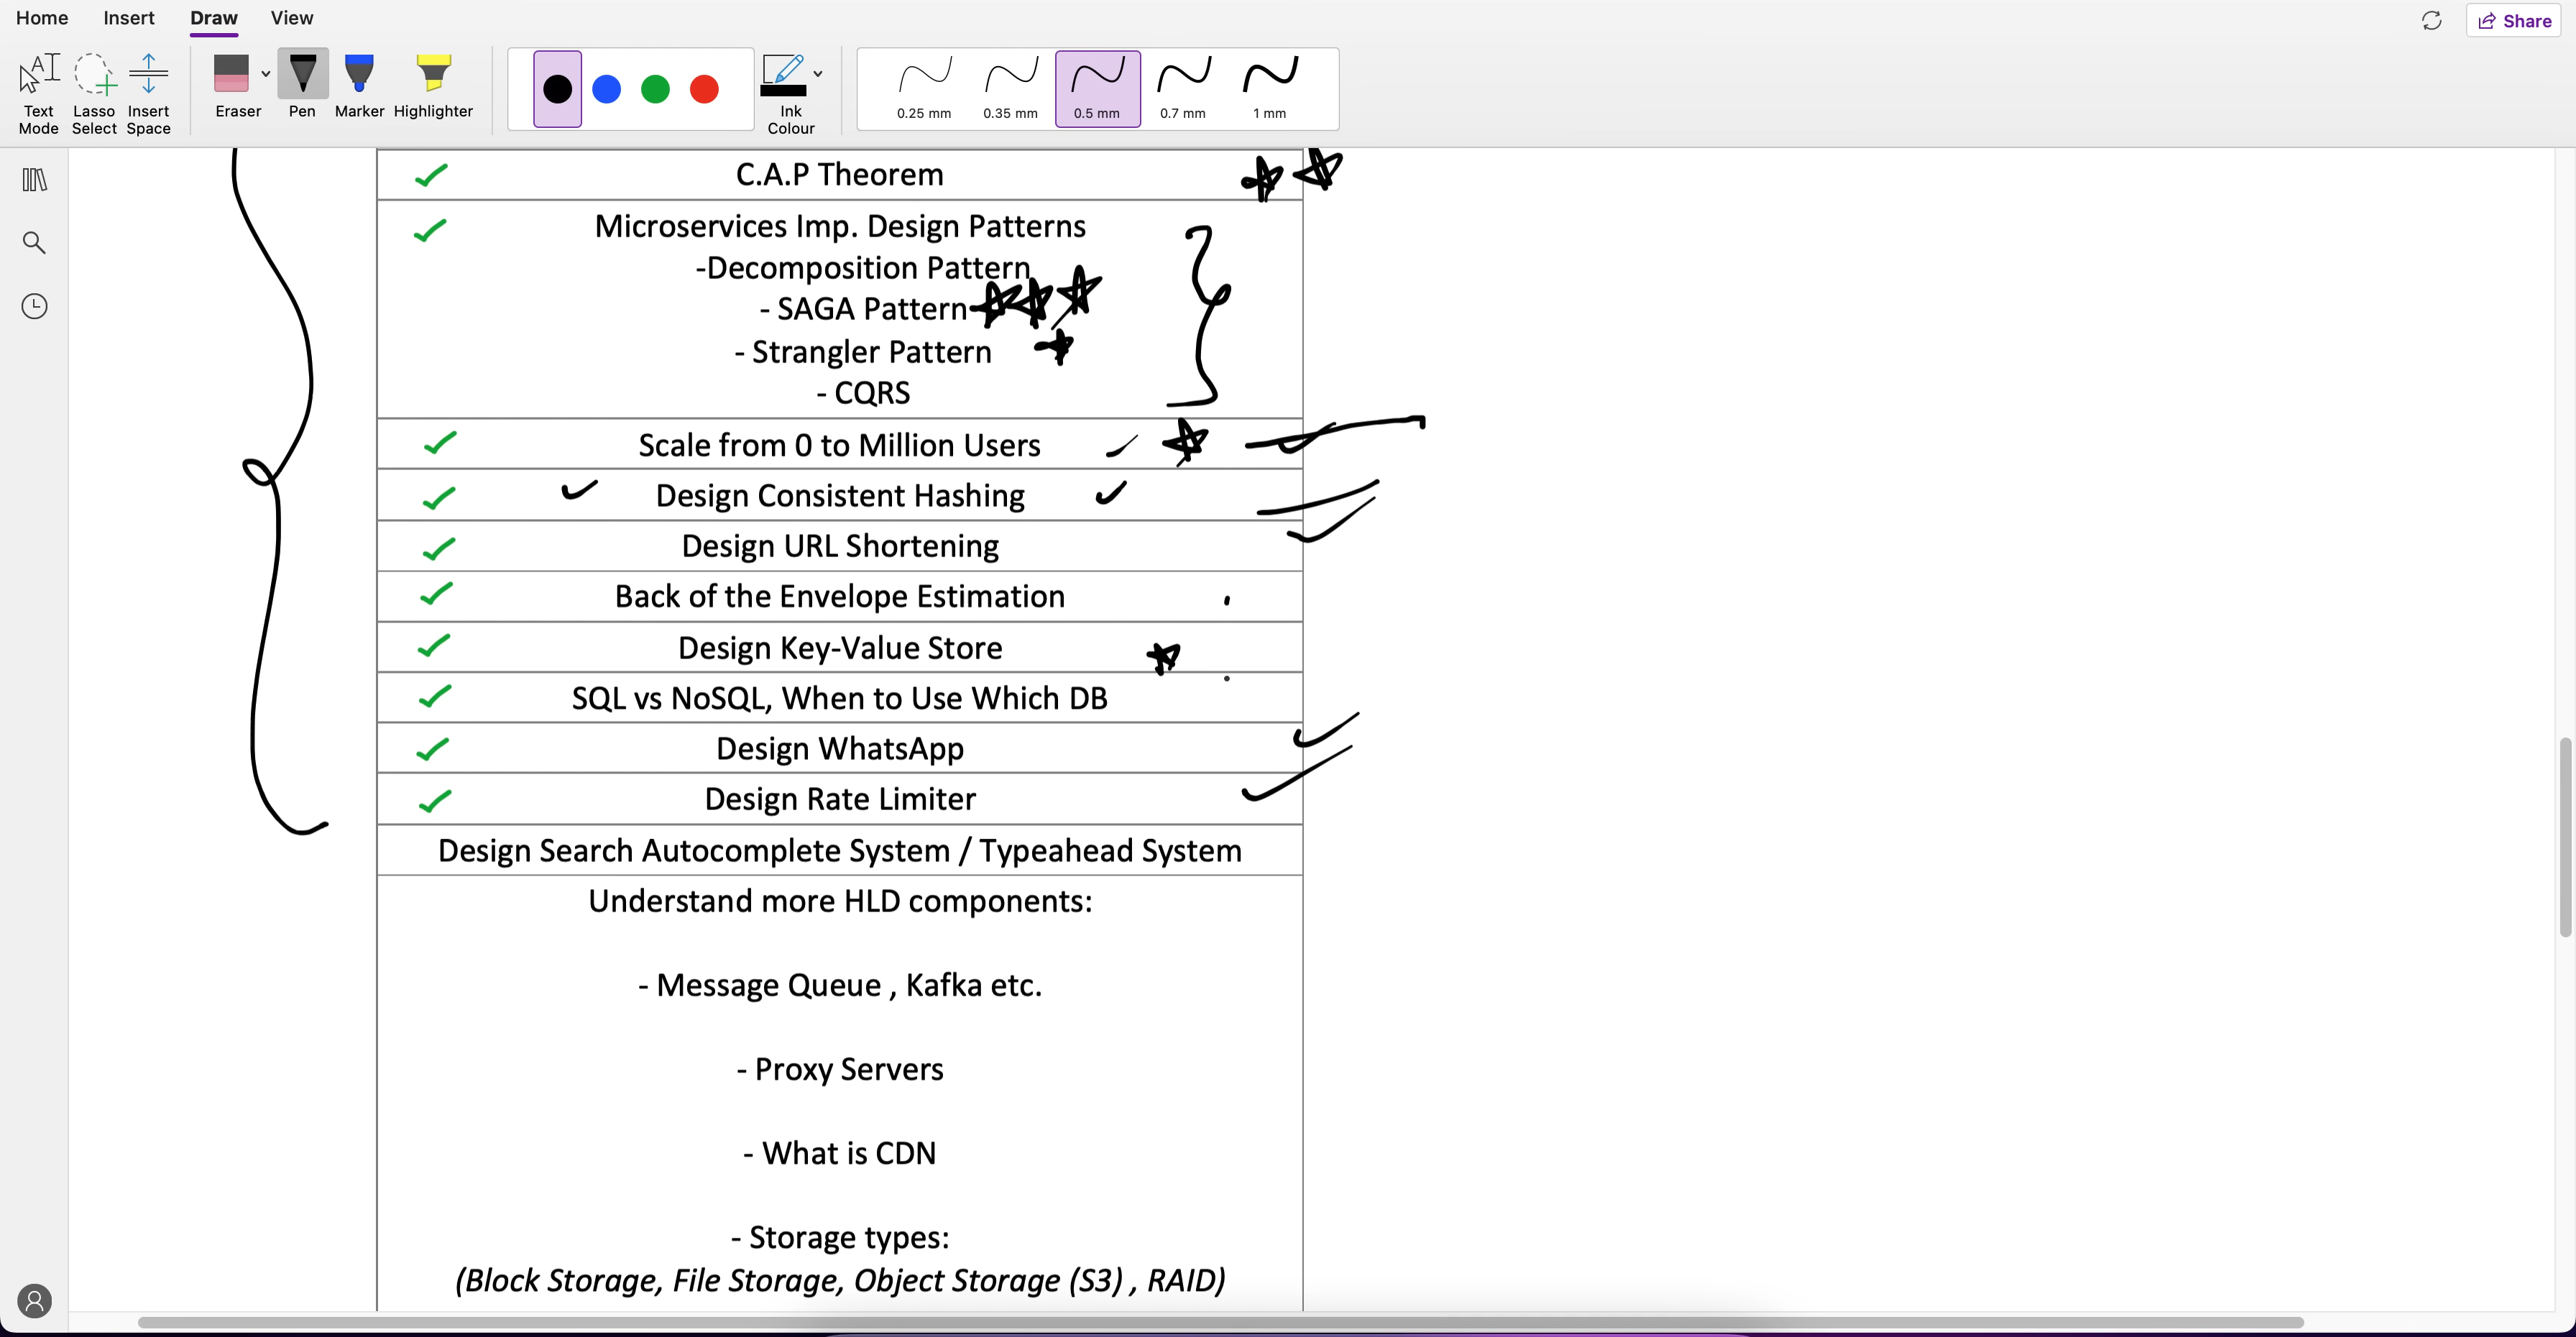 Home Insert Draw View
Share
Text Mode
Lasso Select
Insert Space
Eraser
Pen
Marker
Highlighter
Ink Colour
0.25 mm
0.35 mm
0.5 mm
0.7 mm
1 mm
C.A.P Theorem
Microservices Imp. Design Patterns
-Decomposition Pattern
- SAGA Pattern
- Strangler Pattern
- CQRS
Scale from 0 to Million Users
Design Consistent Hashing
Design URL Shortening
Back of the Envelope Estimation
Design Key-Value Store
SQL vs NoSQL, When to Use Which DB
Design WhatsApp
Design Rate Limiter
Design Search Autocomplete System / Typeahead System
Understand more HLD components:
- Message Queue , Kafka etc.
- Proxy Servers
- What is CDN
- Storage types:
(Block Storage, File Storage, Object Storage (S3) , RAID)